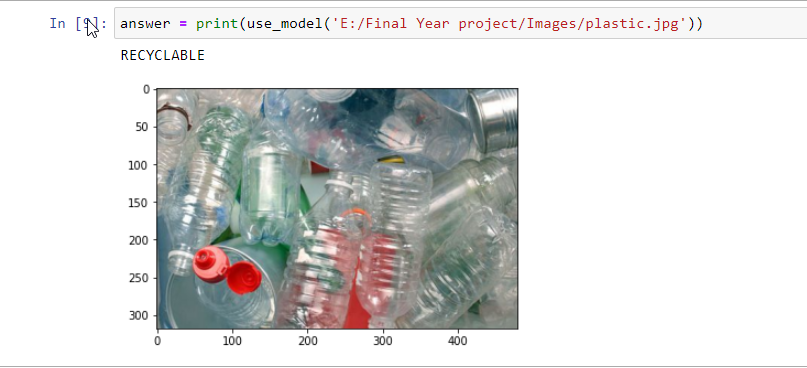 In [9]: answer = print(use_model('E:/Final Year project/Images/plastic.jpg'))
RECYCLABLE
0
50
100
150
200
250
300
0 100 200 300 400